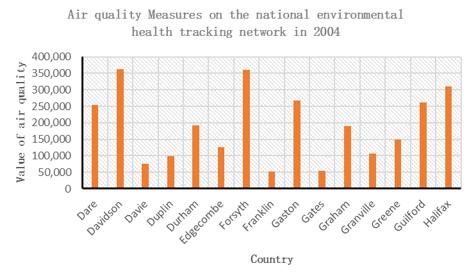 Air quality Measures on the national environmental
health tracking network in 2004
Value of air quality
400,000
350,000
300,000
250,000
200,000
150,000
100,000
50,000
0
Dare
Davidson
Davie
Duplin
Durham
Edgecombe
Forsyth
Franklin
Gaston
Gates
Graham
Granville
Greene
Guilford
Halifax
Country